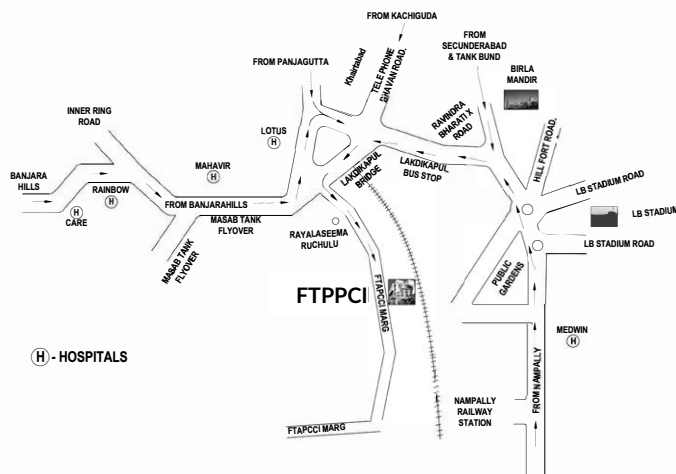 FROM KACHIGUDA
FROM
SECUNDERABAD
& TANK BUND
BIRLA
MANDIR
FROM PANJAGUTTA
Khairtabad
TELE PHONE
BHAVAN ROAD.
RAVINDRA
BHARATI X
ROAD
HILL FORT ROAD.
INNER RING
ROAD
LOTUS
H
MAHAVIR
H
LAKDIKAPUL
BRIDGE
LAKDIKAPUL
BUS STOP
LB STADIUM ROAD
BANJARA
HILLS
RAINBOW
H
H
CARE
FROM BANJARAHILLS
MASAB TANK
FLYOVER
MASAB TANK
FLYOVER
RAYALASEEMA
RUCHULU
LB STADIUM
LB STADIUM ROAD
PUBLIC
GARDENS
FTPPCI
FTAPCCI MARG
MEDWIN
H
H - HOSPITALS
FROM NAMPALLY
NAMPALLY
RAILWAY
STATION
FTAPCCI MARG